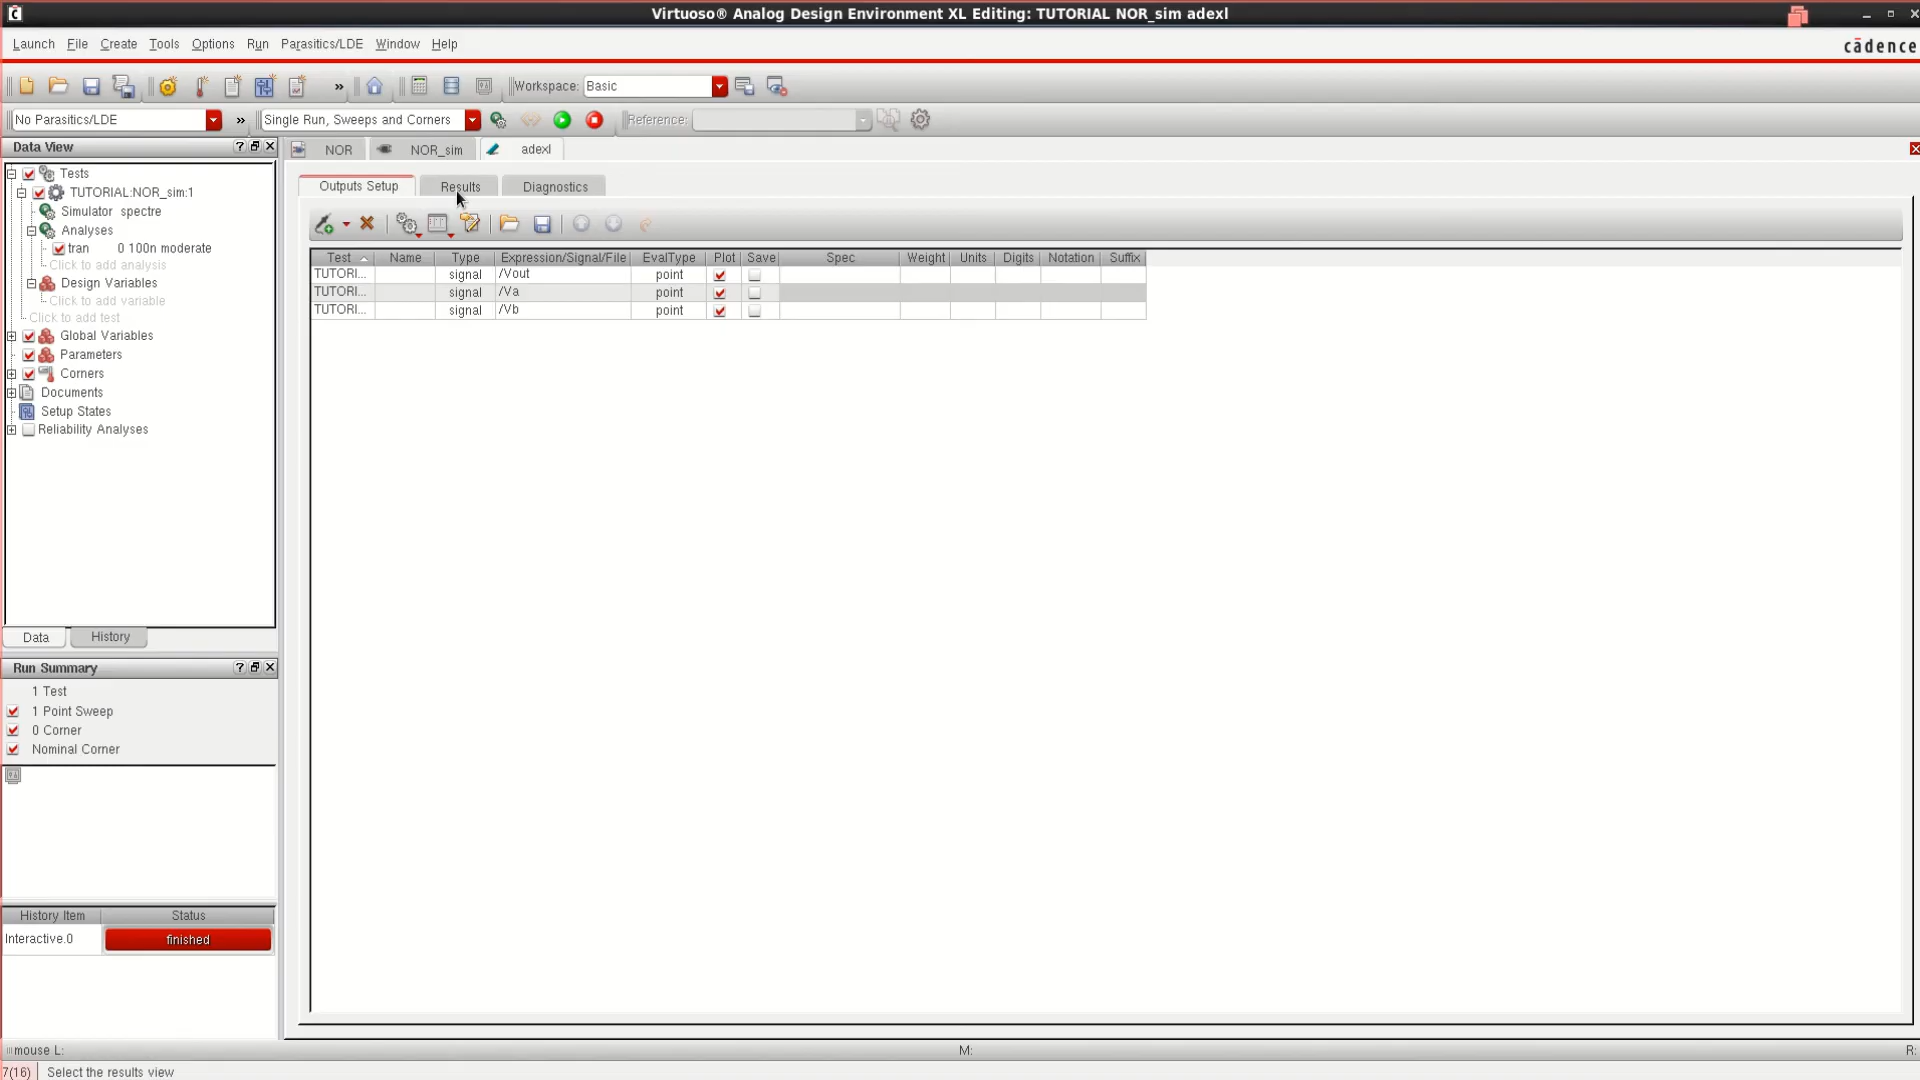 Virtuoso® Analog Design Environment XL Editing: TUTORIAL NOR_sim adexl
Launch File Create Tools Options Run Parasitics/LDE Window Help
cādence
» Workspace: Basic
No Parasitics/LDE » Single Run, Sweeps and Corners Reference:
Data View ?
NOR NOR_sim adexl
Outputs Setup Results Diagnostics
Tests
TUTORIAL:NOR_sim:1
Simulator spectre
Analyses
tran 0 100n moderate
Click to add analysis
Design Variables
Click to add variable
Click to add test
Global Variables
Parameters
Corners
Documents
Setup States
Reliability Analyses
Test Name Type Expression/Signal/File EvalType Plot Save Spec Weight Units Digits Notation Suffix
TUTORI... signal /Vout point
TUTORI... signal /Va point
TUTORI... signal /Vb point
Data History
Run Summary ?
1 Test
1 Point Sweep
0 Corner
Nominal Corner
History Item Status
Interactive.0 finished
mouse L: M: R:
7(16) Select the results view